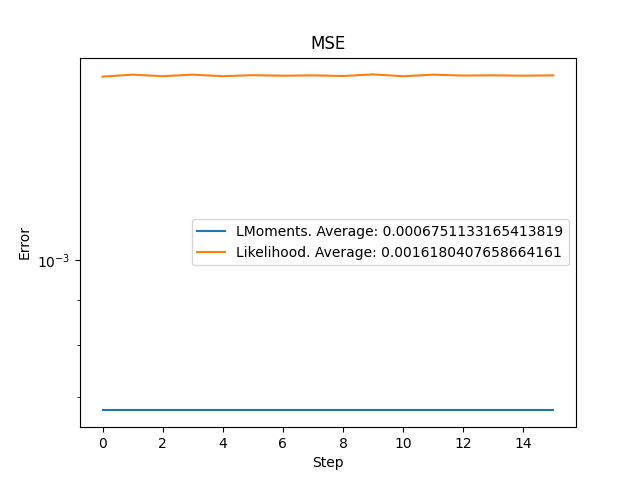 MSE
Error
10⁻³
LMoments. Average: 0.0006751133165413819
Likelihood. Average: 0.0016180407658664161
0 2 4 6 8 10 12 14
Step